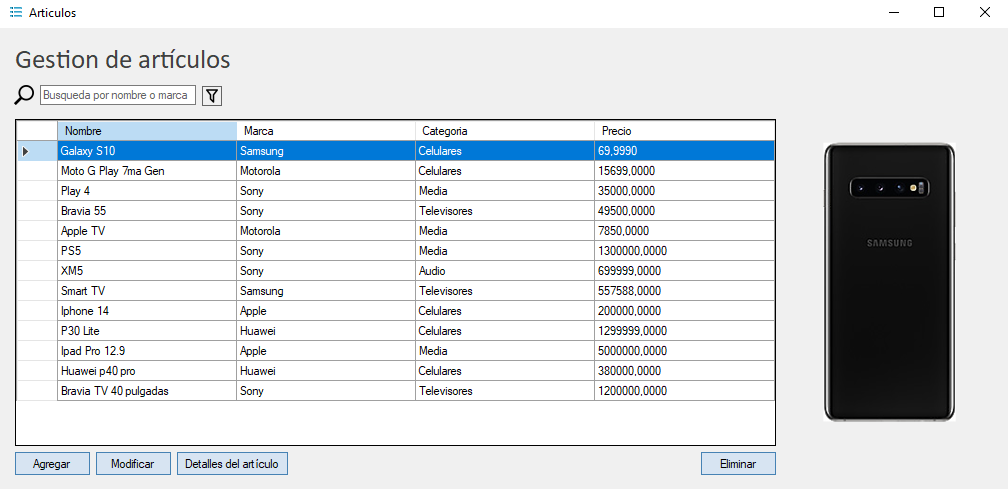 Articulos
Gestion de artículos
Busqueda por nombre o marca
Nombre Marca Categoria Precio
Galaxy S10 Samsung Celulares 69,9990
Moto G Play 7ma Gen Motorola Celulares 15699,0000
Play 4 Sony Media 35000,0000
Bravia 55 Sony Televisores 49500,0000
Apple TV Motorola Media 7850,0000
PS5 Sony Media 1300000,0000
XM5 Sony Audio 699999,0000
Smart TV Samsung Televisores 557588,0000
Iphone 14 Apple Celulares 200000,0000
P30 Lite Huawei Celulares 1299999,0000
Ipad Pro 12.9 Apple Media 5000000,0000
Huawei p40 pro Huawei Celulares 380000,0000
Bravia TV 40 pulgadas Sony Televisores 1200000,0000
SAMSUNG
Agregar Modificar Detalles del artículo Eliminar